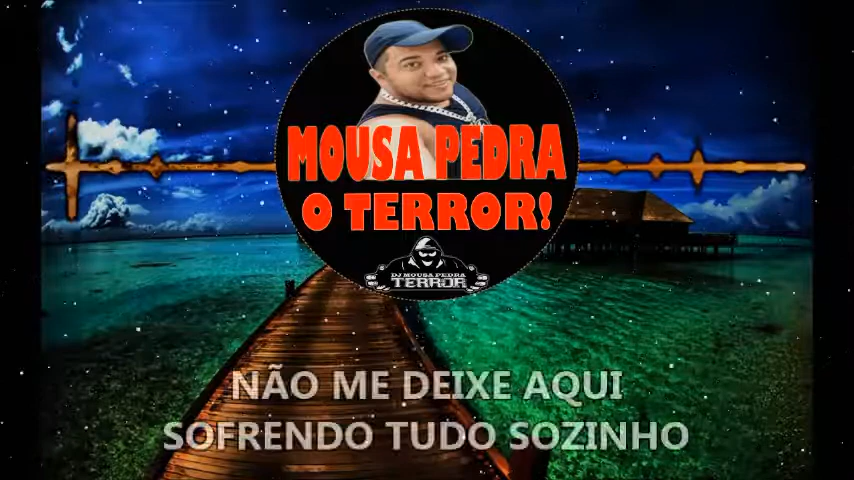 MOUSA PEDRA
O TERROR!
DJ MOUSA PEDRA
TERROR
NÃO ME DEIXE AQUI
SOFRENDO TUDO SOZINHO